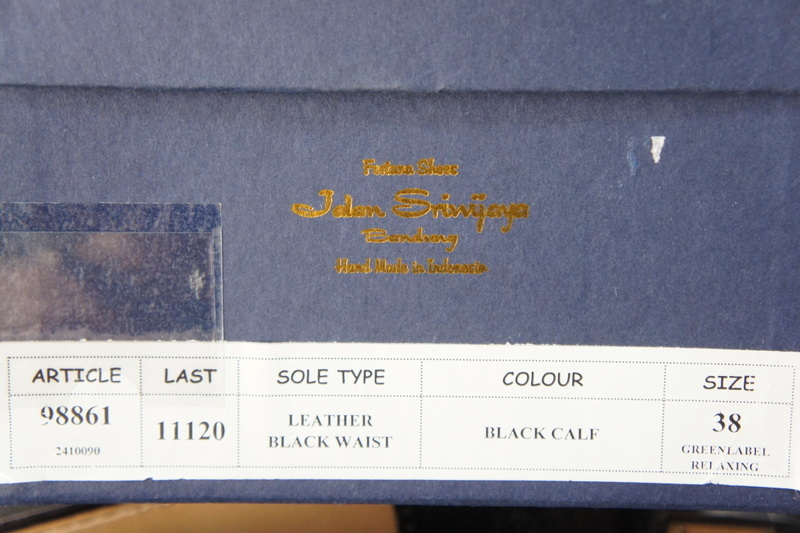 Fortuna Shoes
Jalan Sriwijaya
Bandung
Hand Made in Indonesia
ARTICLE LAST SOLE TYPE COLOUR SIZE
98861 11120 LEATHER BLACK CALF 38
2410090 BLACK WAIST GREENLABEL
RELAXING